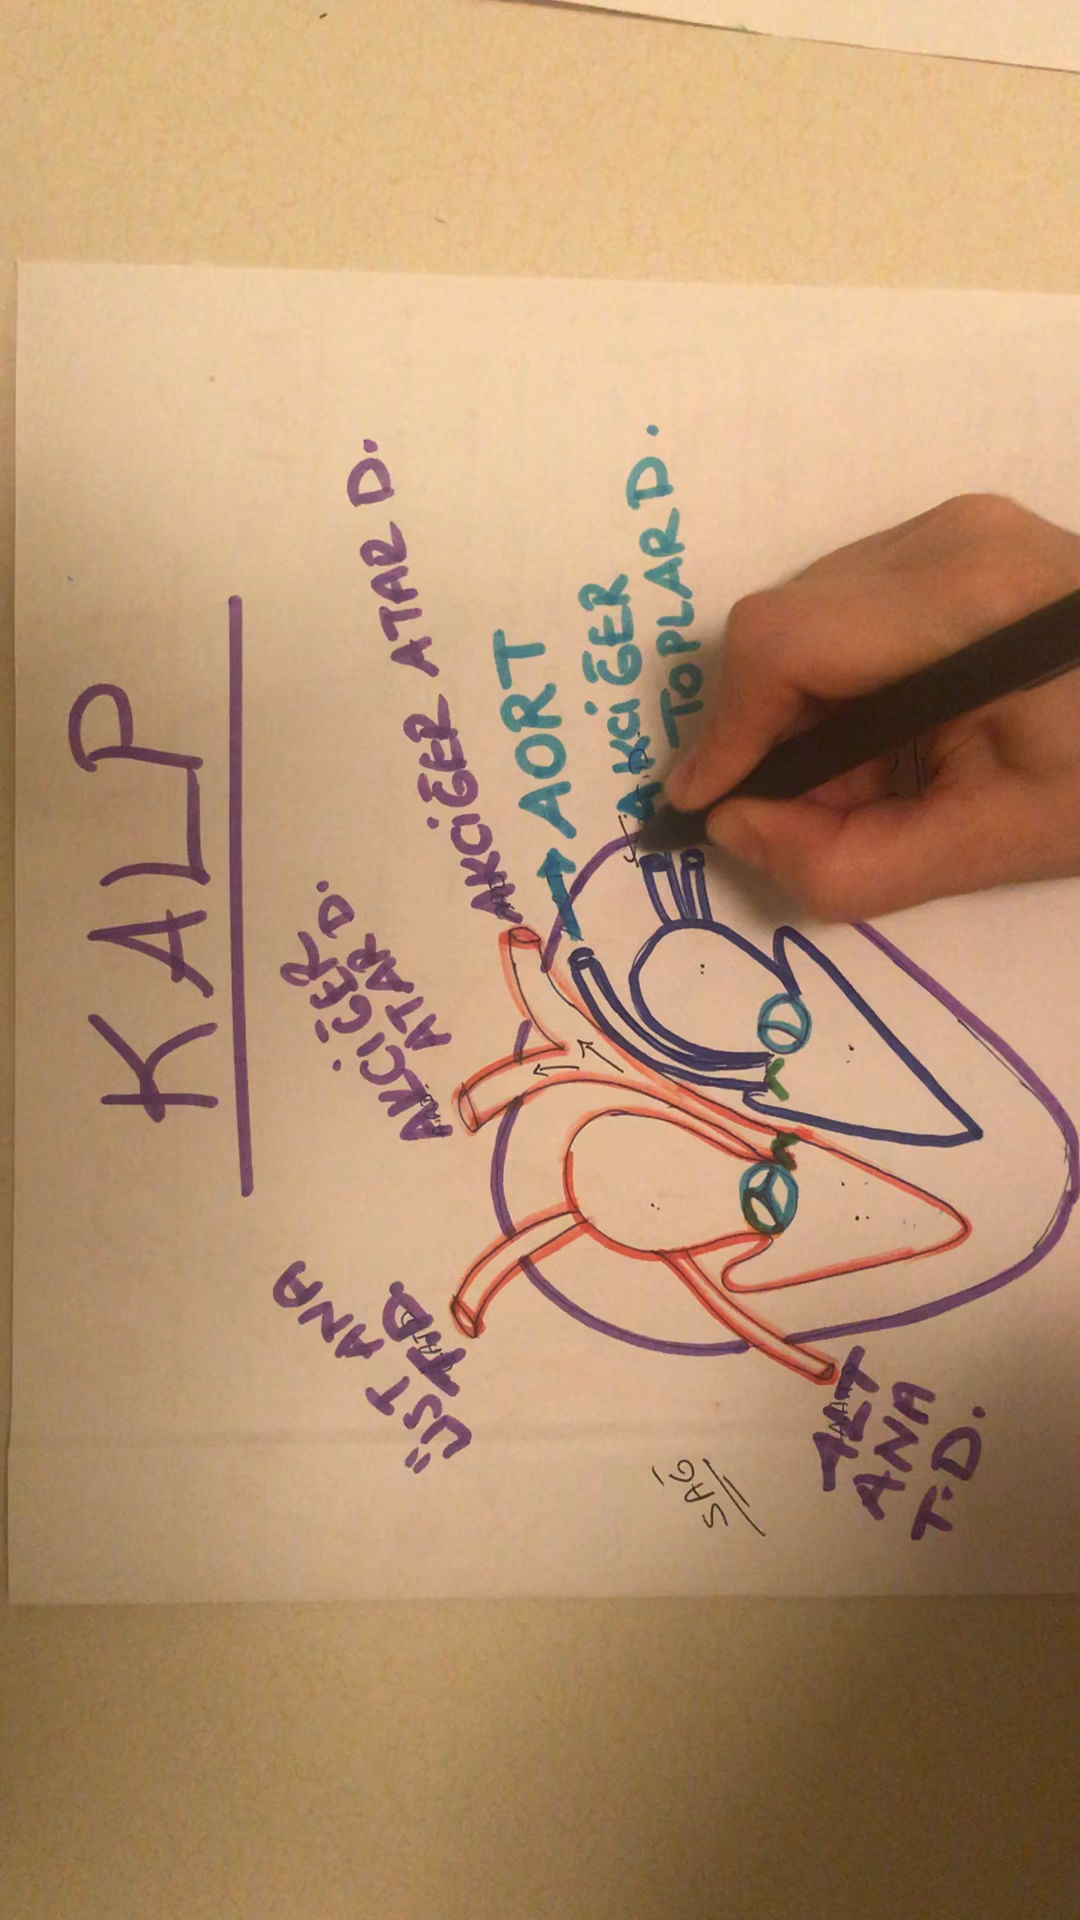 KALP
AKCİĞER
ATAR D.
AKCİĞER ATAR D.
AORT
AKCİĞER
TOPLAR D.
ÜST ANA
T.D.
SAĞ
ALT
ANA
T.D.